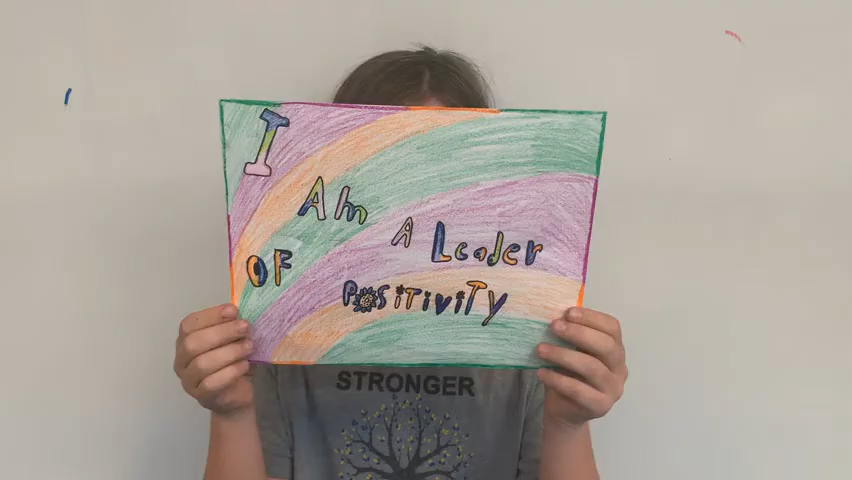 I
Am A Leader
OF
POSiTiviTy
STRONGER